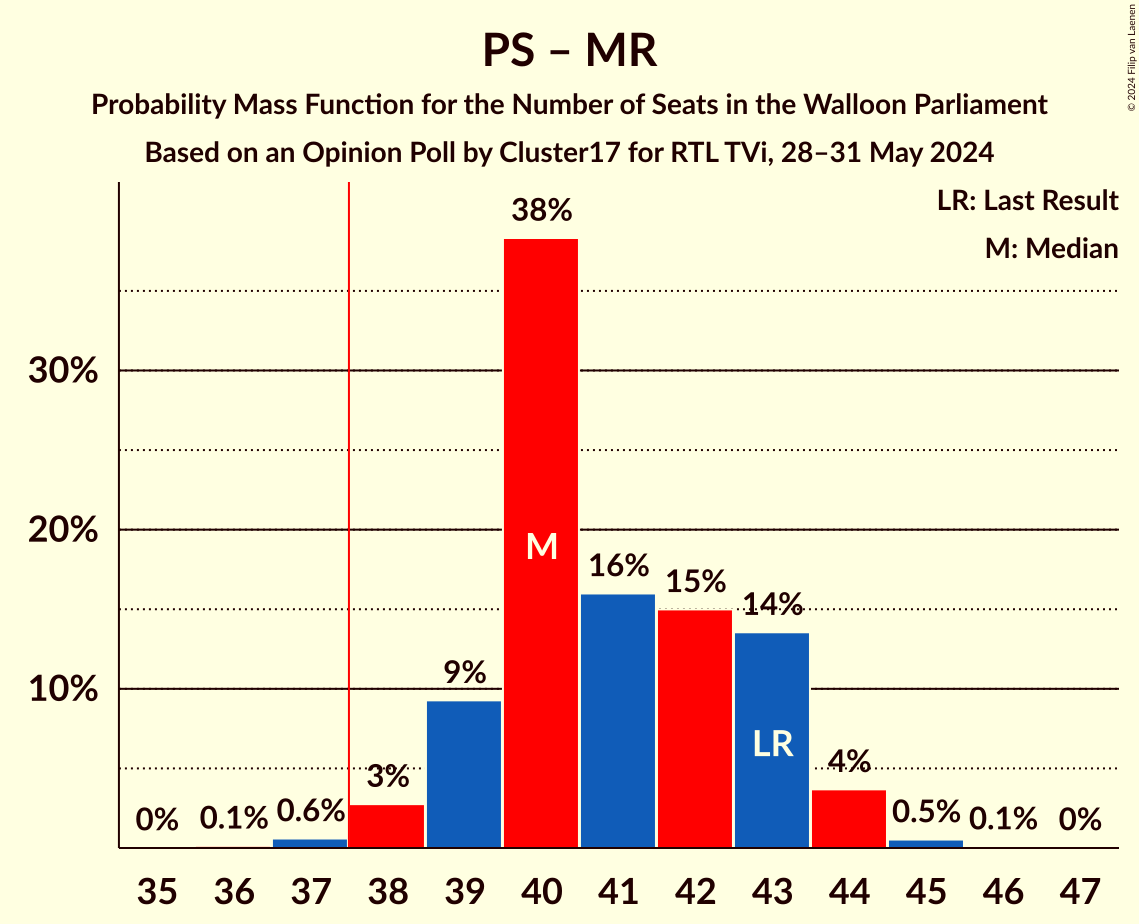 PS – MR
Probability Mass Function for the Number of Seats in the Walloon Parliament
Based on an Opinion Poll by Cluster17 for RTL TVi, 28–31 May 2024
© 2024 Filip van Laenen
LR: Last Result
M: Median
30%
20%
10%
0%
0.1%
0.6%
3%
9%
38%
16%
15%
14%
4%
0.5%
0.1%
0%
M
LR
35 36 37 38 39 40 41 42 43 44 45 46 47